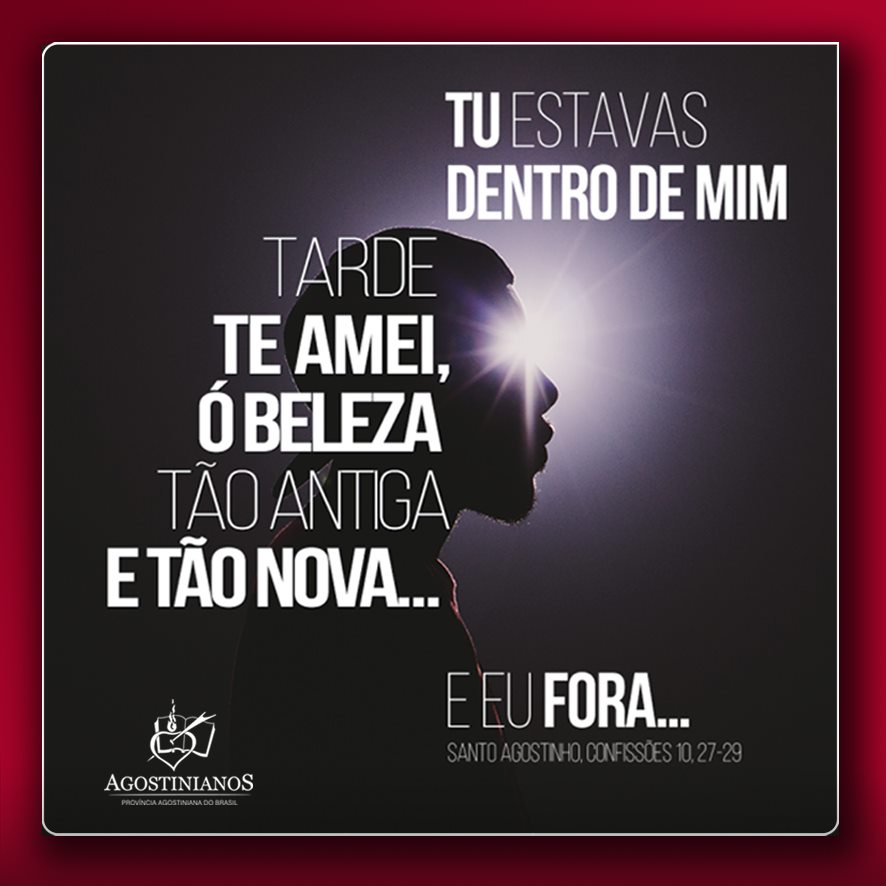 TU ESTAVAS
DENTRO DE MIM
TARDE
TE AMEI,
Ó BELEZA
TÃO ANTIGA
E TÃO NOVA...
E EU FORA...
SANTO AGOSTINHO, CONFISSÕES 10, 27-29
AGOSTINIANOS
PROVÍNCIA AGOSTINIANA DO BRASIL